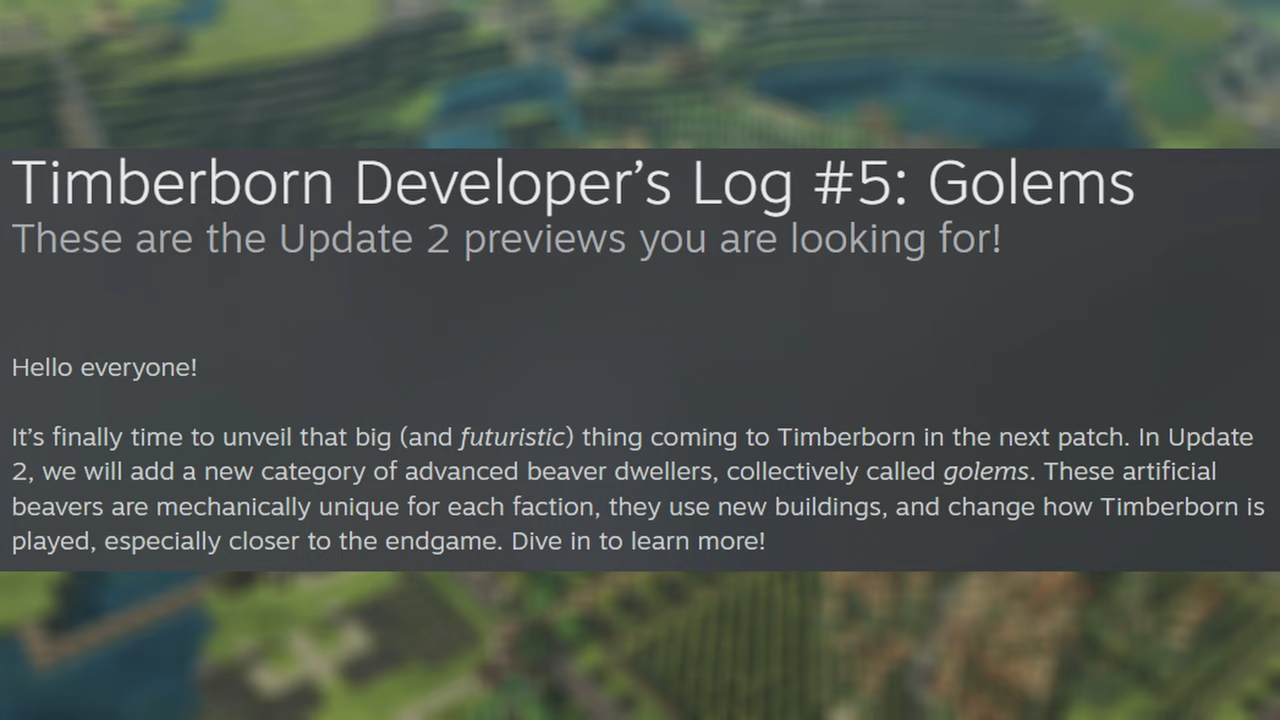 Timberborn Developer’s Log #5: Golems
These are the Update 2 previews you are looking for!
Hello everyone!
It’s finally time to unveil that big (and futuristic) thing coming to Timberborn in the next patch. In Update
2, we will add a new category of advanced beaver dwellers, collectively called golems. These artificial
beavers are mechanically unique for each faction, they use new buildings, and change how Timberborn is
played, especially closer to the endgame. Dive in to learn more!